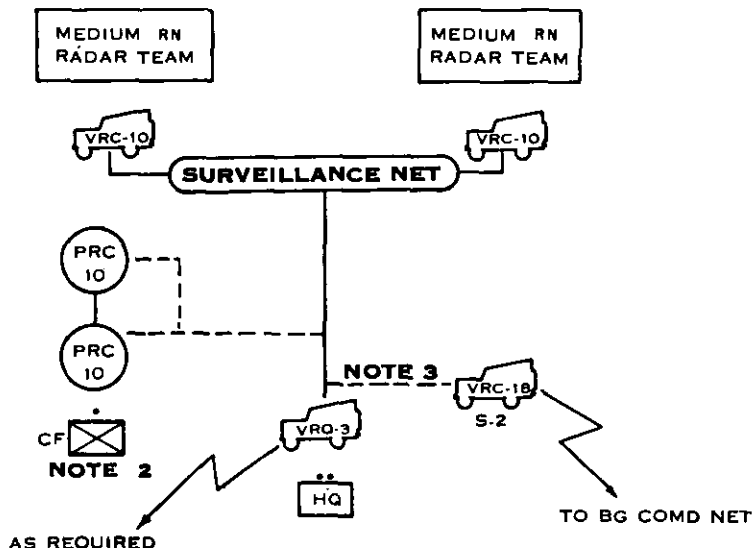 MEDIUM RN
RADAR TEAM
MEDIUM RN
RADAR TEAM
VRC-10
VRC-10
SURVEILLANCE NET
PRC
10
PRC
10
NOTE 3
VRC-18
S-2
CF
NOTE 2
VRQ-3
HQ
TO BG COMD NET
AS REQUIRED